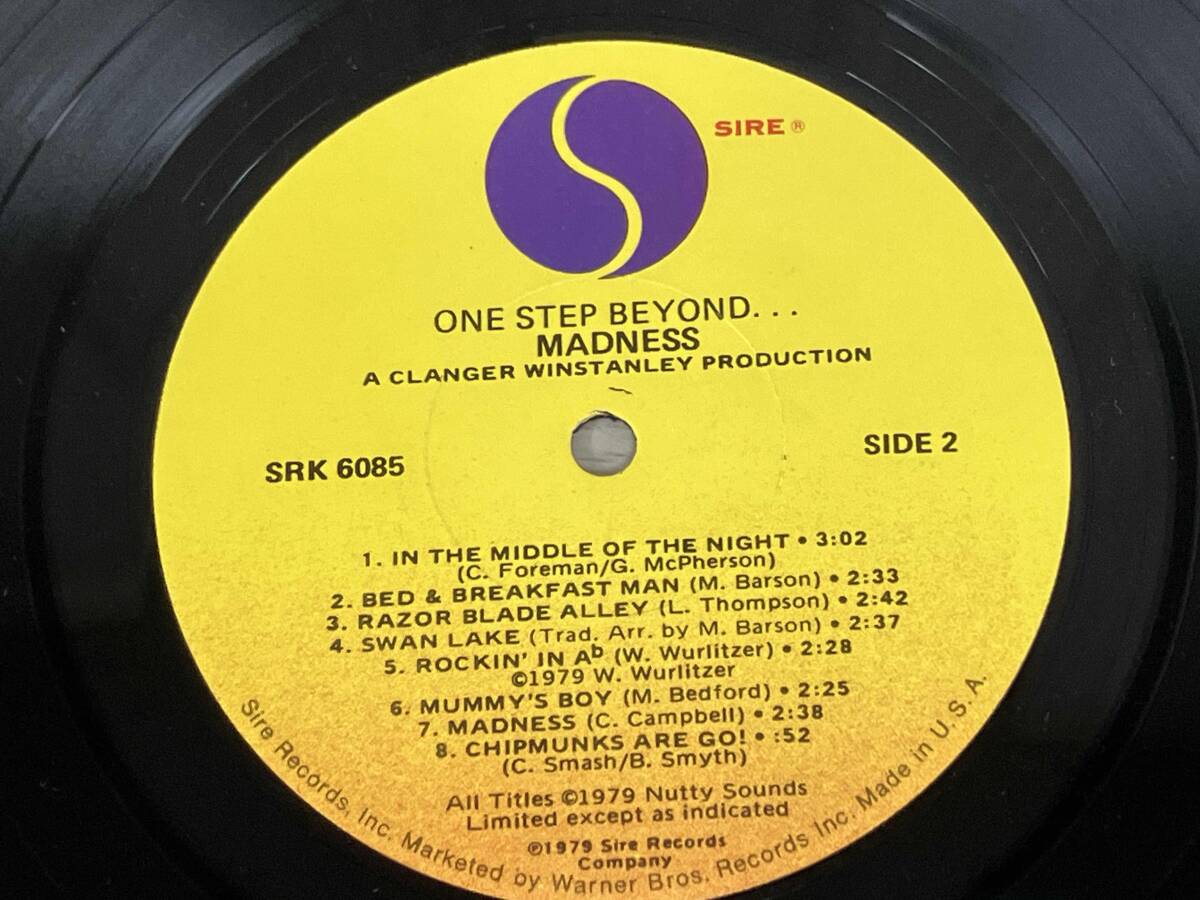 SIRE ®
ONE STEP BEYOND...
MADNESS
A CLANGER WINSTANLEY PRODUCTION
SRK 6085
SIDE 2
1. IN THE MIDDLE OF THE NIGHT • 3:02
(C. Foreman/G. McPherson)
2. BED & BREAKFAST MAN (M. Barson) • 2:33
3. RAZOR BLADE ALLEY (L. Thompson) • 2:42
4. SWAN LAKE (Trad. Arr. by M. Barson) • 2:37
5. ROCKIN' IN Ab (W. Wurlitzer) • 2:28
©1979 W. Wurlitzer
6. MUMMY'S BOY (M. Bedford) • 2:25
7. MADNESS (C. Campbell) • 2:38
8. CHIPMUNKS ARE GO! • :52
(C. Smash/B. Smyth)
All Titles ©1979 Nutty Sounds
Limited except as indicated
℗1979 Sire Records
Company
Sire Records, Inc. Marketed by Warner Bros. Records Inc. Made in U.S.A.